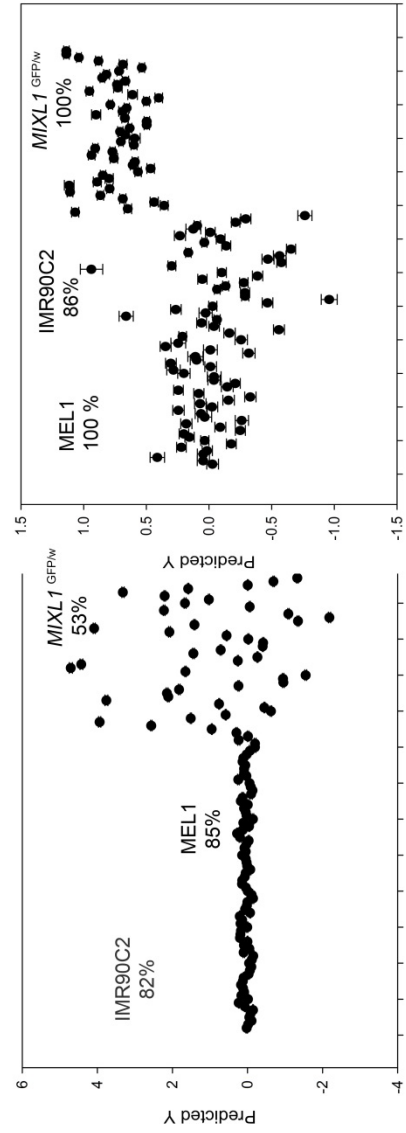 Predicted Y
6
4
2
0
-2
-4
IMR90C2
82%
MEL1
85%
MIXL1 GFP/w
53%
Predicted Y
1.5
1.0
0.5
0.0
-0.5
-1.0
-1.5
MEL1
100 %
IMR90C2
86%
MIXL1 GFP/w
100%